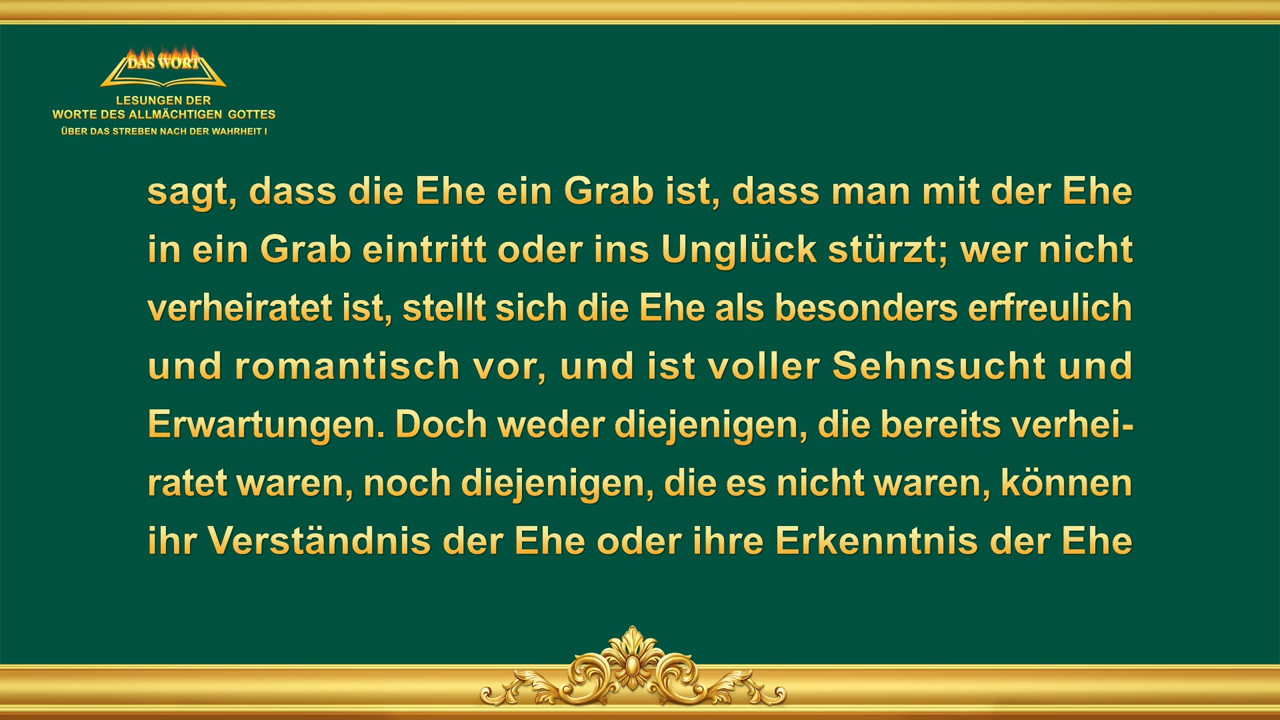 DAS WORT
LESUNGEN DER
WORTE DES ALLMÄCHTIGEN GOTTES
ÜBER DAS STREBEN NACH DER WAHRHEIT I
sagt, dass die Ehe ein Grab ist, dass man mit der Ehe
in ein Grab eintritt oder ins Unglück stürzt; wer nicht
verheiratet ist, stellt sich die Ehe als besonders erfreulich
und romantisch vor, und ist voller Sehnsucht und
Erwartungen. Doch weder diejenigen, die bereits verhei-
ratet waren, noch diejenigen, die es nicht waren, können
ihr Verständnis der Ehe oder ihre Erkenntnis der Ehe